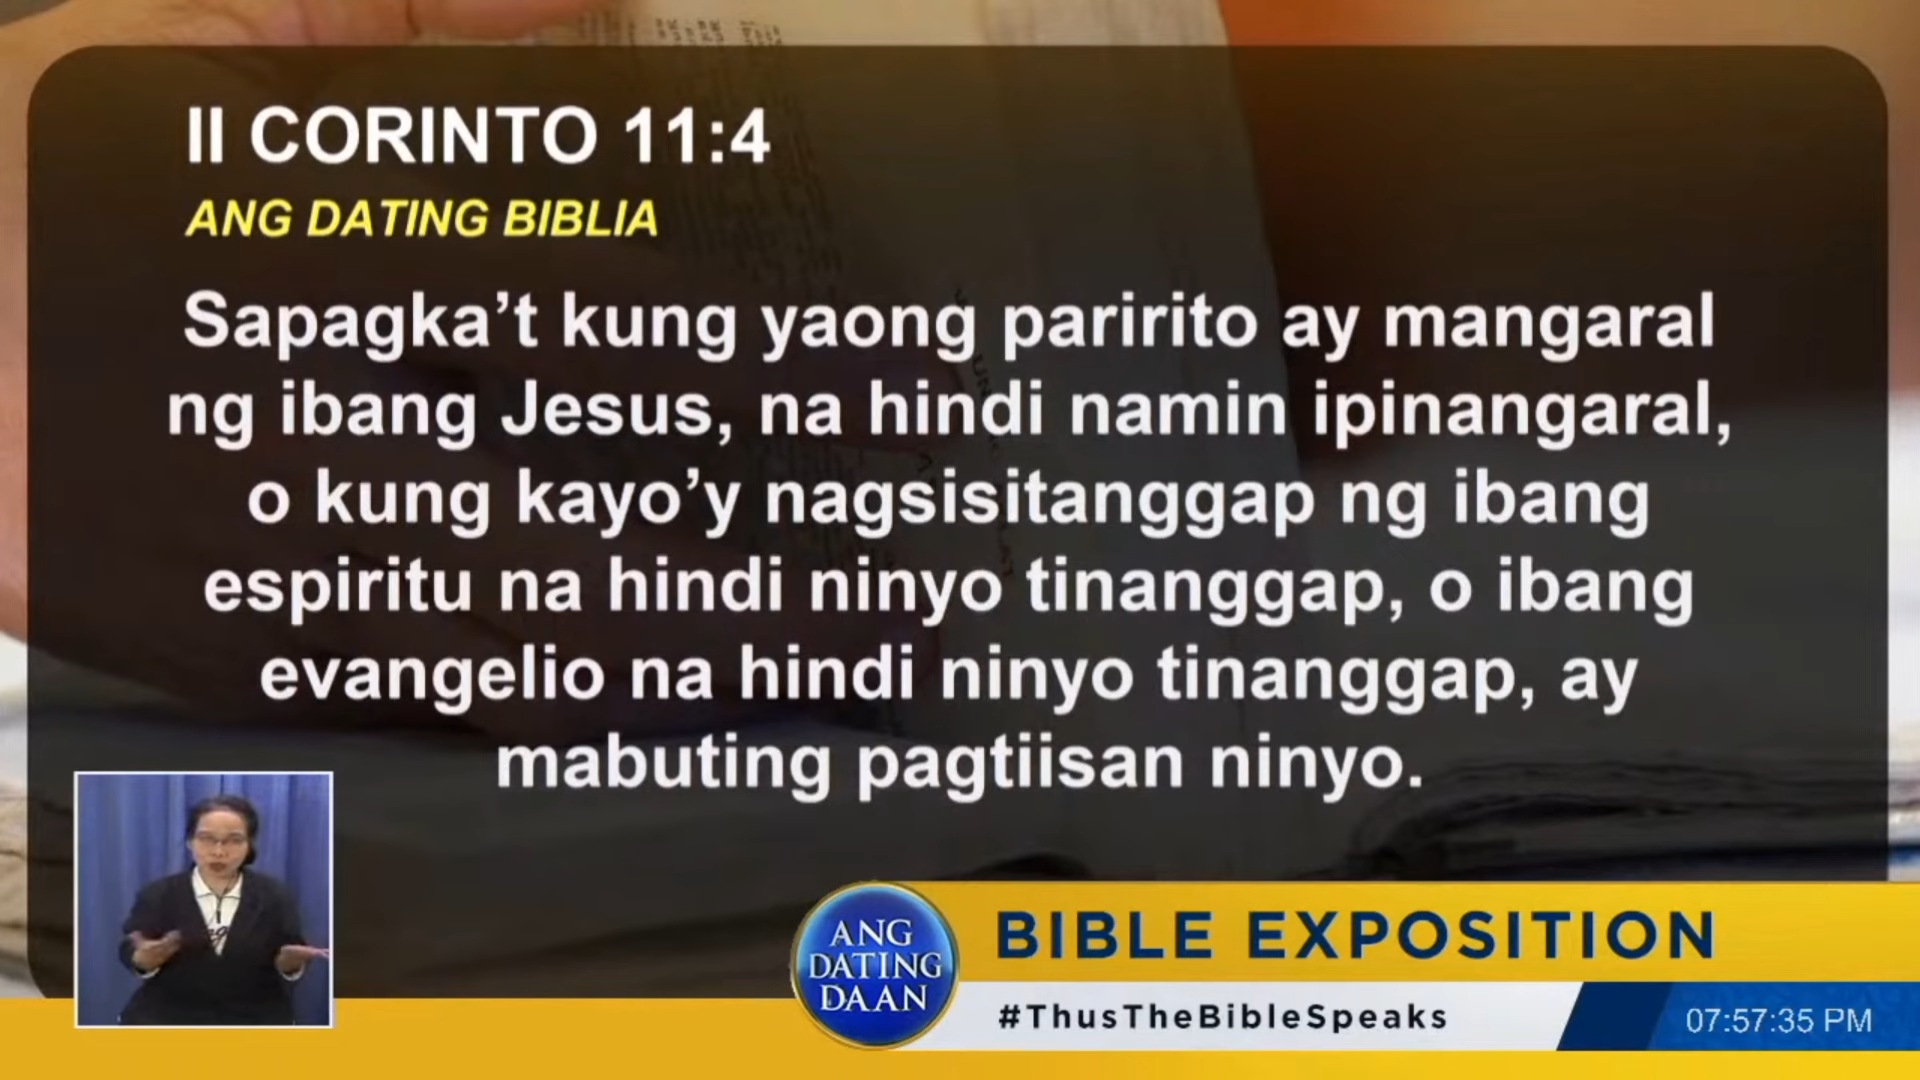 II CORINTO 11:4
ANG DATING BIBLIA
Sapagka’t kung yaong paririto ay mangaral
ng ibang Jesus, na hindi namin ipinangaral,
o kung kayo’y nagsisitanggap ng ibang
espiritu na hindi ninyo tinanggap, o ibang
evangelio na hindi ninyo tinanggap, ay
mabuting pagtiisan ninyo.
ANG
DATING
DAAN
BIBLE EXPOSITION
#ThusTheBibleSpeaks
07:57:35 PM